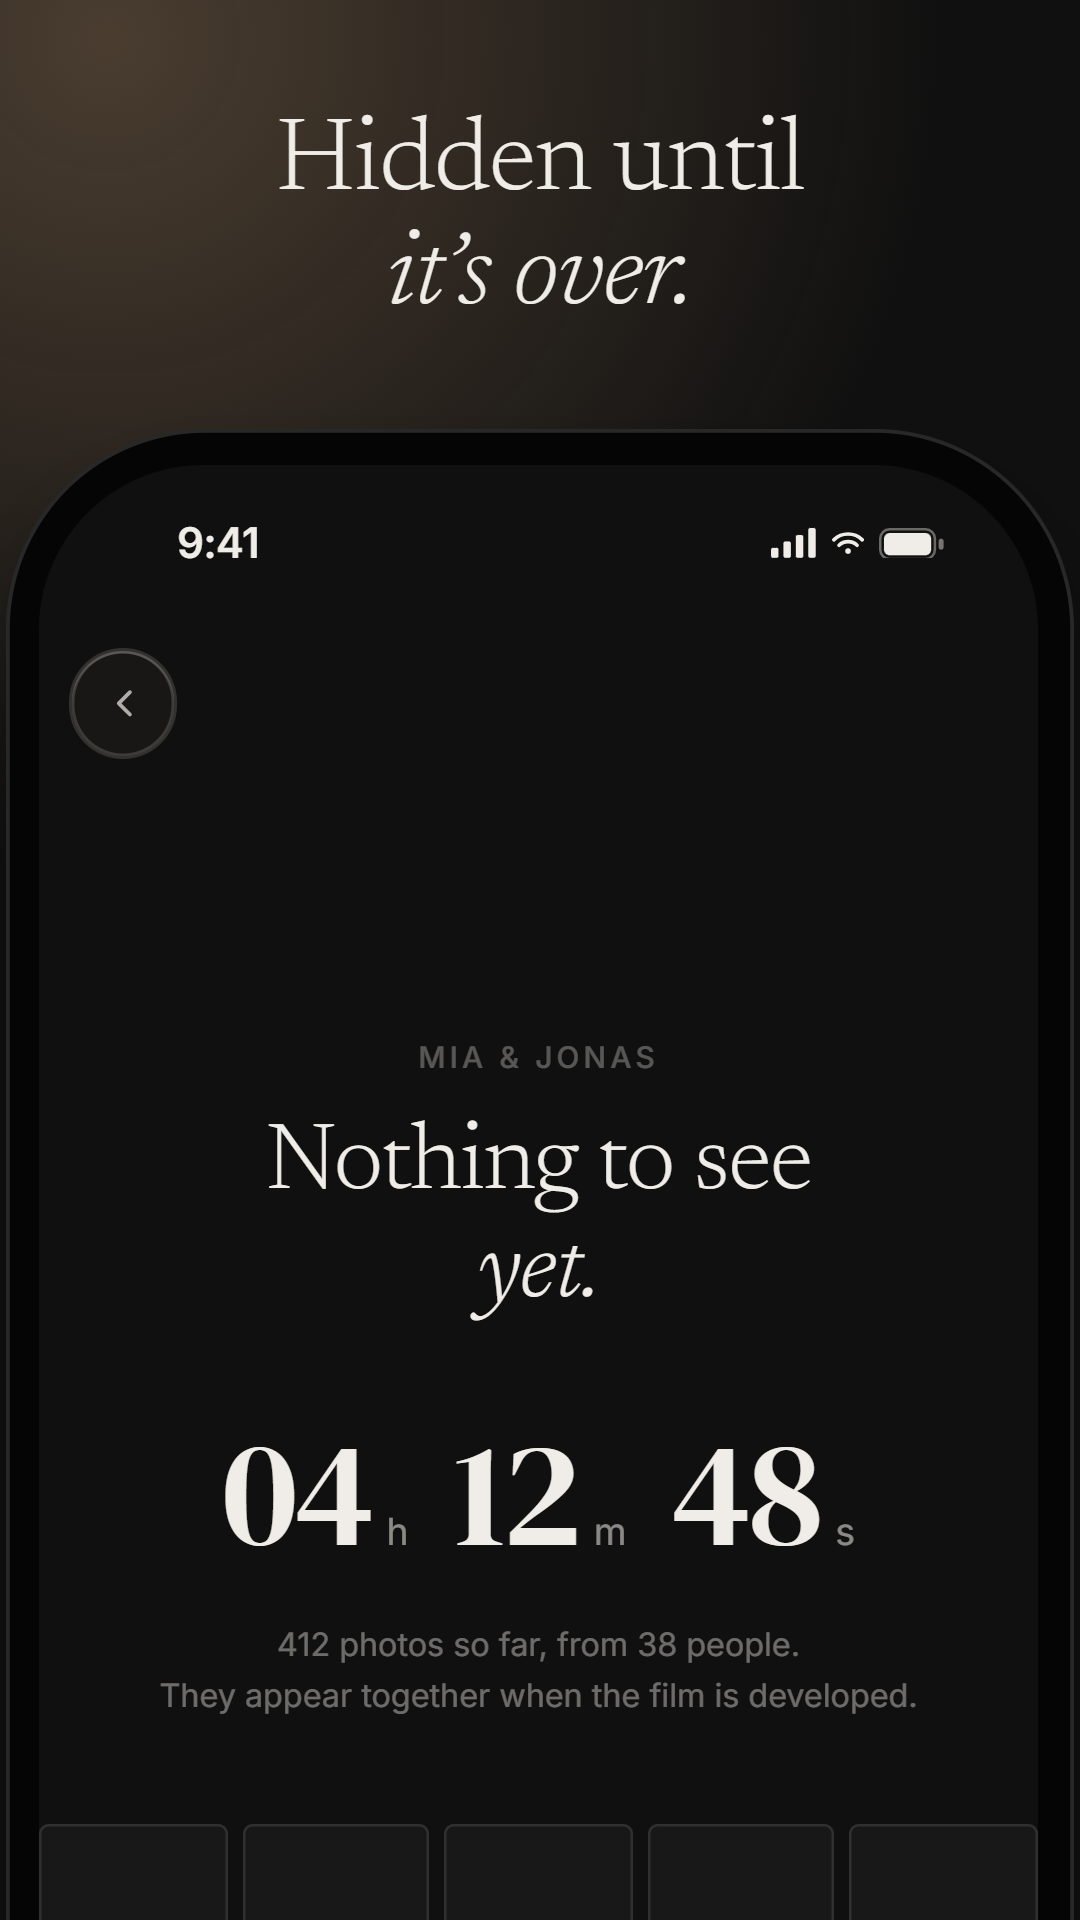 Hidden until
it’s over.
9:41
MIA & JONAS
Nothing to see
yet.
04 h 12 m 48 s
412 photos so far, from 38 people.
They appear together when the film is developed.